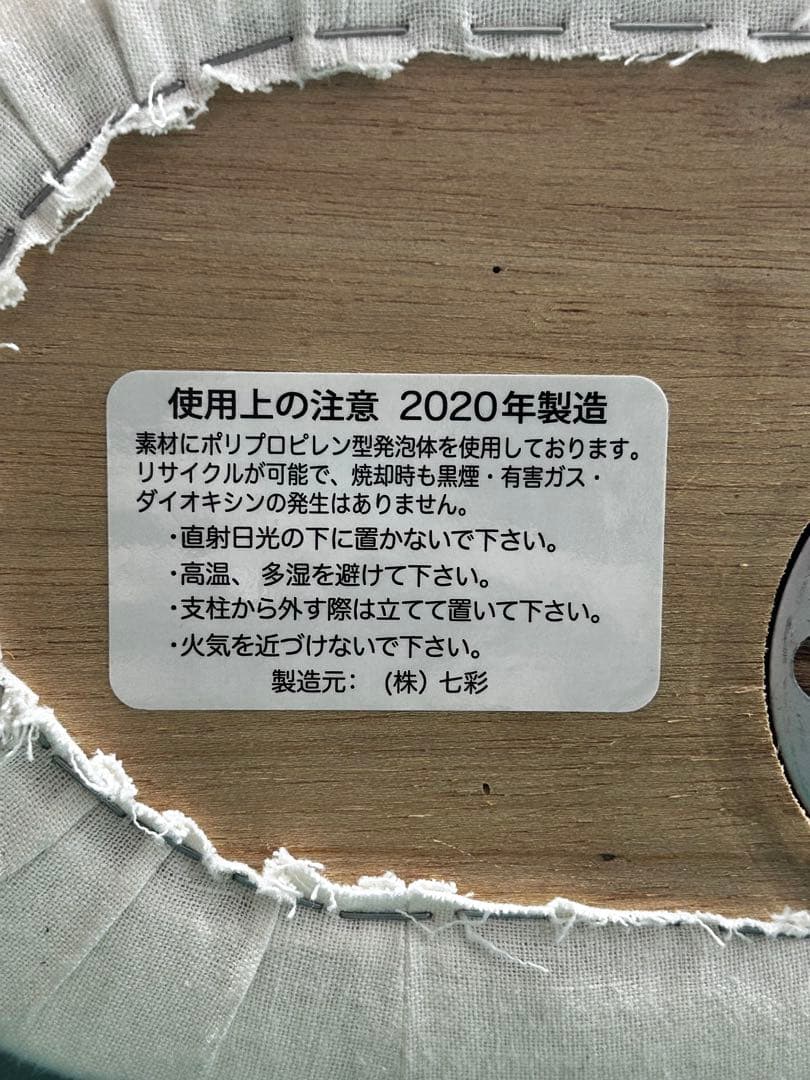 使用上の注意 2020年製造
素材にポリプロピレン型発泡体を使用しております。
リサイクルが可能で、焼却時も黒煙・有害ガス・
ダイオキシンの発生はありません。
・直射日光の下に置かないで下さい。
・高温、多湿を避けて下さい。
・支柱から外す際は立てて置いて下さい。
・火気を近づけないで下さい。
製造元: (株) 七彩